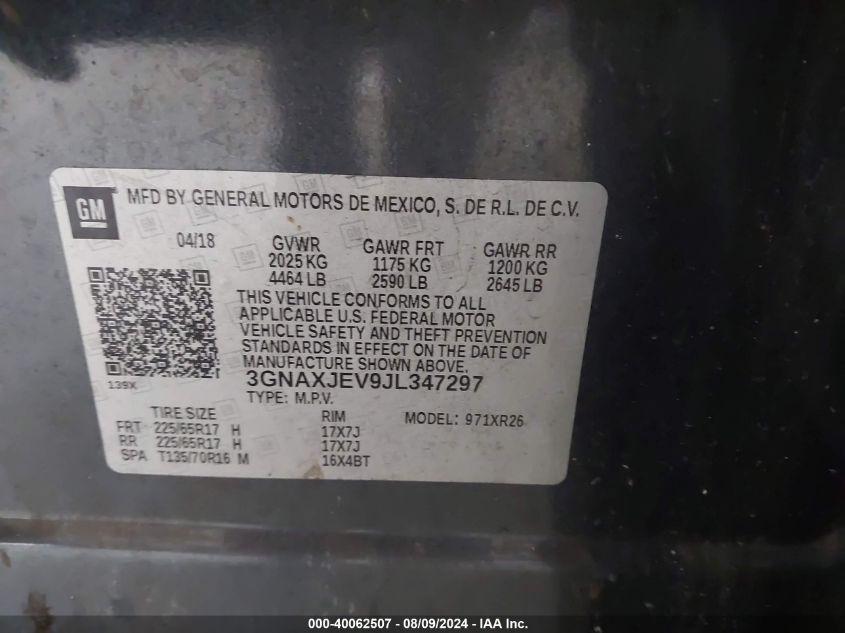 GM
MFD BY GENERAL MOTORS DE MEXICO, S. DE R.L. DE C.V.
04/18 GVWR GAWR FRT GAWR RR
2025 KG 1175 KG 1200 KG
4464 LB 2590 LB 2645 LB
THIS VEHICLE CONFORMS TO ALL
APPLICABLE U.S. FEDERAL MOTOR
VEHICLE SAFETY AND THEFT PREVENTION
STANDARDS IN EFFECT ON THE DATE OF
MANUFACTURE SHOWN ABOVE.
139X
3GNAXJEV9JL347297
TYPE: M.P.V.
TIRE SIZE RIM MODEL: 971XR26
FRT 225/65R17 H 17X7J
RR 225/65R17 H 17X7J
SPA T135/70R16 M 16X4BT
000-40062507 - 08/09/2024 - IAA Inc.